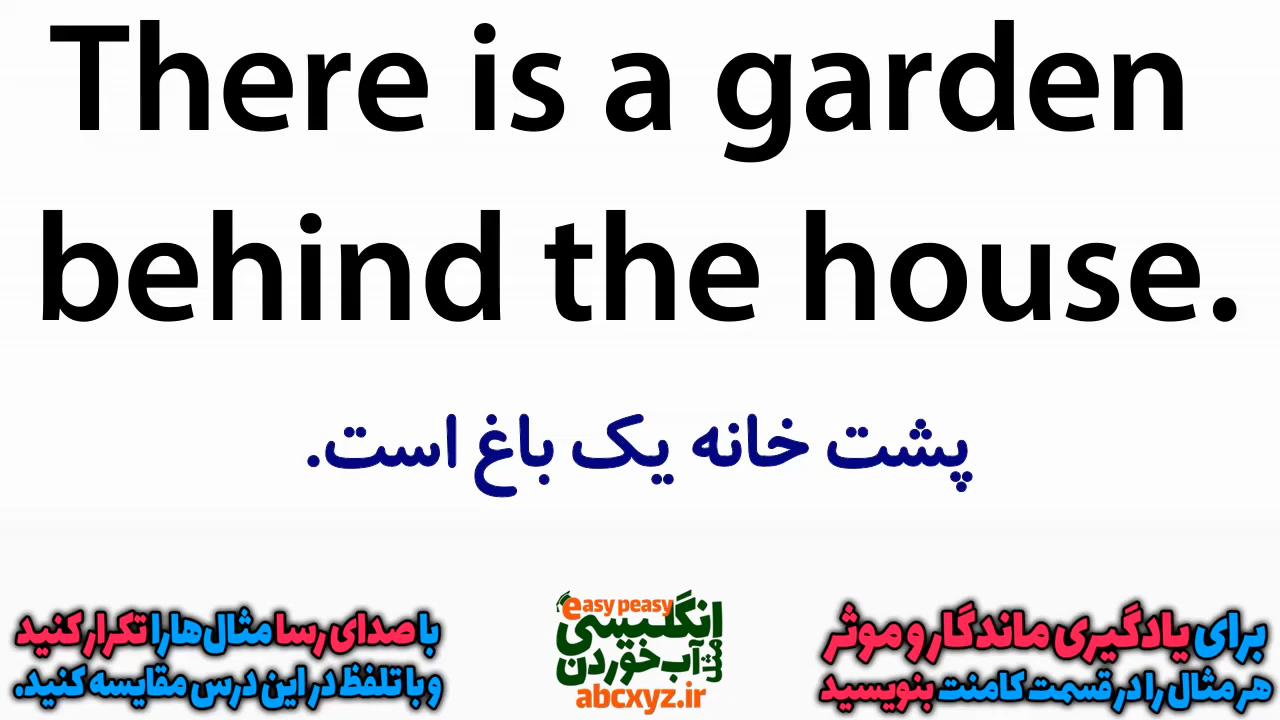 There is a garden
behind the house.
پشت خانه یک باغ است.
برای یادگیری ماندگار و موثر
هر مثال را در قسمت کامنت بنویسید
easy peasy
انگلیسی
مثل آب خوردن
abcxyz.ir
با صدای رسا مثال‌ها را تکرار کنید
و با تلفظ در این درس مقایسه کنید.